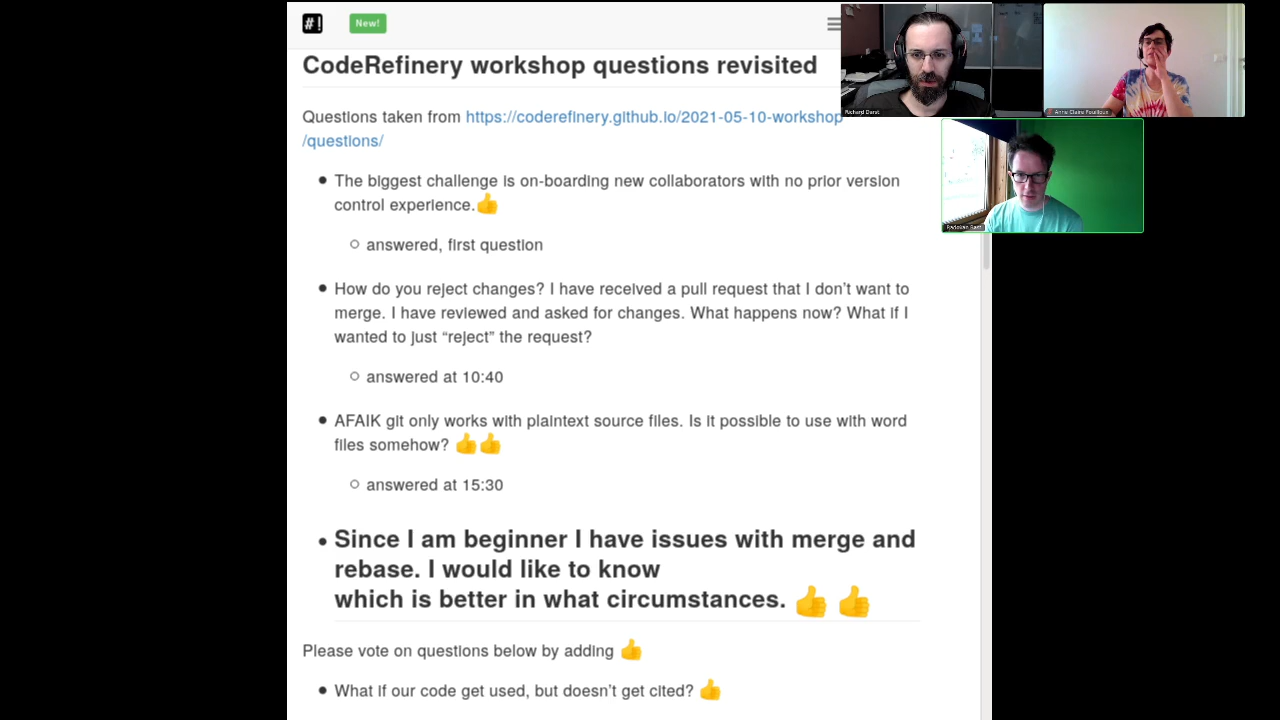 #!
New!
CodeRefinery workshop questions revisited
Questions taken from https://coderefinery.github.io/2021-05-10-workshop
/questions/
The biggest challenge is on-boarding new collaborators with no prior version
control experience.👍
answered, first question
How do you reject changes? I have received a pull request that I don’t want to
merge. I have reviewed and asked for changes. What happens now? What if I
wanted to just “reject” the request?
answered at 10:40
AFAIK git only works with plaintext source files. Is it possible to use with word
files somehow? 👍👍
answered at 15:30
Since I am beginner I have issues with merge and
rebase. I would like to know
which is better in what circumstances. 👍 👍
Please vote on questions below by adding 👍
What if our code get used, but doesn’t get cited? 👍
Richard Darst
Anne Claire Fouilloux